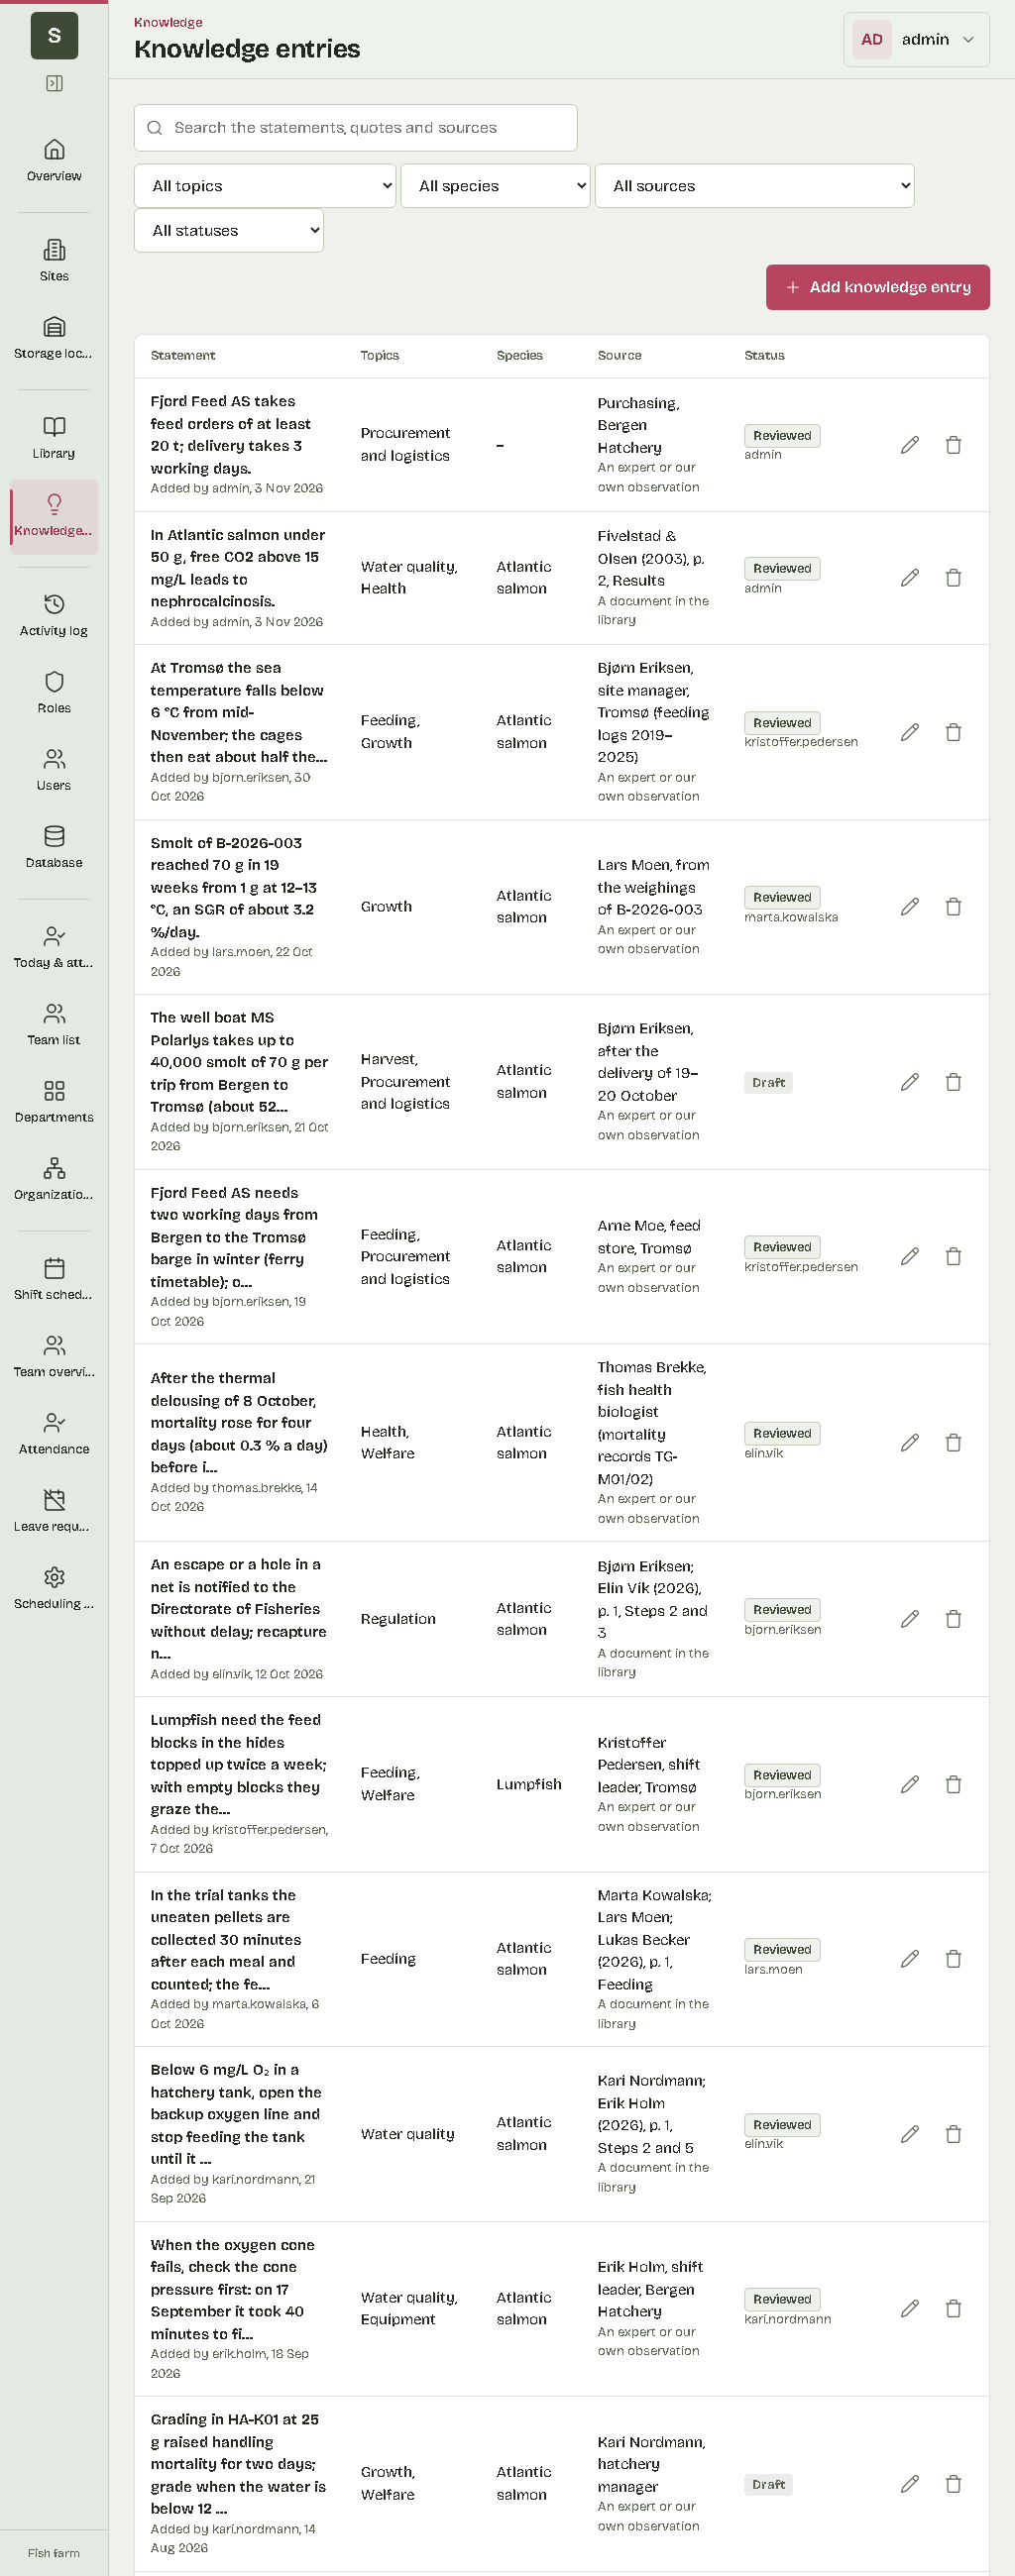 S
Knowledge
Knowledge entries
AD
admin
Overview
Sites
Storage loc...
Library
Knowledge...
Activity log
Roles
Users
Database
Today & att...
Team list
Departments
Organizatio...
Shift sched...
Team overvi...
Attendance
Leave requ...
Scheduling ...
Fish farm
Search the statements, quotes and sources
All topics
All species
All sources
All statuses
Add knowledge entry
Statement
Topics
Species
Source
Status
Fjord Feed AS takes
feed orders of at least
20 t; delivery takes 3
working days.
Added by admin, 3 Nov 2026
Procurement
and logistics
–
Purchasing,
Bergen
Hatchery
An expert or our
own observation
Reviewed
admin
In Atlantic salmon under
50 g, free CO2 above 15
mg/L leads to
nephrocalcinosis.
Added by admin, 3 Nov 2026
Water quality,
Health
Atlantic
salmon
Fivelstad &
Olsen (2003), p.
2, Results
A document in the
library
Reviewed
admin
At Tromsø the sea
temperature falls below
6 °C from mid-
November; the cages
then eat about half the...
Added by bjorn.eriksen, 30
Oct 2026
Feeding,
Growth
Atlantic
salmon
Bjørn Eriksen,
site manager,
Tromsø (feeding
logs 2019–
2025)
An expert or our
own observation
Reviewed
kristoffer.pedersen
Smolt of B-2026-003
reached 70 g in 19
weeks from 1 g at 12–13
°C, an SGR of about 3.2
%/day.
Added by lars.moen, 22 Oct
2026
Growth
Atlantic
salmon
Lars Moen, from
the weighings
of B-2026-003
An expert or our
own observation
Reviewed
marta.kowalska
The well boat MS
Polarlys takes up to
40,000 smolt of 70 g per
trip from Bergen to
Tromsø (about 52...
Added by bjorn.eriksen, 21 Oct
2026
Harvest,
Procurement
and logistics
Atlantic
salmon
Bjørn Eriksen,
after the
delivery of 19–
20 October
An expert or our
own observation
Draft
Fjord Feed AS needs
two working days from
Bergen to the Tromsø
barge in winter (ferry
timetable); o...
Added by bjorn.eriksen, 19
Oct 2026
Feeding,
Procurement
and logistics
Atlantic
salmon
Arne Moe, feed
store, Tromsø
An expert or our
own observation
Reviewed
kristoffer.pedersen
After the thermal
delousing of 8 October,
mortality rose for four
days (about 0.3 % a day)
before i...
Added by thomas.brekke, 14
Oct 2026
Health,
Welfare
Atlantic
salmon
Thomas Brekke,
fish health
biologist
(mortality
records TG-
M01/02)
An expert or our
own observation
Reviewed
elin.vik
An escape or a hole in a
net is notified to the
Directorate of Fisheries
without delay; recapture
n...
Added by elin.vik, 12 Oct 2026
Regulation
Atlantic
salmon
Bjørn Eriksen;
Elin Vik (2026),
p. 1, Steps 2 and
3
A document in the
library
Reviewed
bjorn.eriksen
Lumpfish need the feed
blocks in the hides
topped up twice a week;
with empty blocks they
graze the...
Added by kristoffer.pedersen,
7 Oct 2026
Feeding,
Welfare
Lumpfish
Kristoffer
Pedersen, shift
leader, Tromsø
An expert or our
own observation
Reviewed
bjorn.eriksen
In the trial tanks the
uneaten pellets are
collected 30 minutes
after each meal and
counted; the fe...
Added by marta.kowalska, 6
Oct 2026
Feeding
Atlantic
salmon
Marta Kowalska;
Lars Moen;
Lukas Becker
(2026), p. 1,
Feeding
A document in the
library
Reviewed
lars.moen
Below 6 mg/L O₂ in a
hatchery tank, open the
backup oxygen line and
stop feeding the tank
until it ...
Added by kari.nordmann, 21
Sep 2026
Water quality
Atlantic
salmon
Kari Nordmann;
Erik Holm
(2026), p. 1,
Steps 2 and 5
A document in the
library
Reviewed
elin.vik
When the oxygen cone
fails, check the cone
pressure first: on 17
September it took 40
minutes to fi...
Added by erik.holm, 18 Sep
2026
Water quality,
Equipment
Atlantic
salmon
Erik Holm, shift
leader, Bergen
Hatchery
An expert or our
own observation
Reviewed
kari.nordmann
Grading in HA-K01 at 25
g raised handling
mortality for two days;
grade when the water is
below 12 ...
Added by kari.nordmann, 14
Aug 2026
Growth,
Welfare
Atlantic
salmon
Kari Nordmann,
hatchery
manager
An expert or our
own observation
Draft